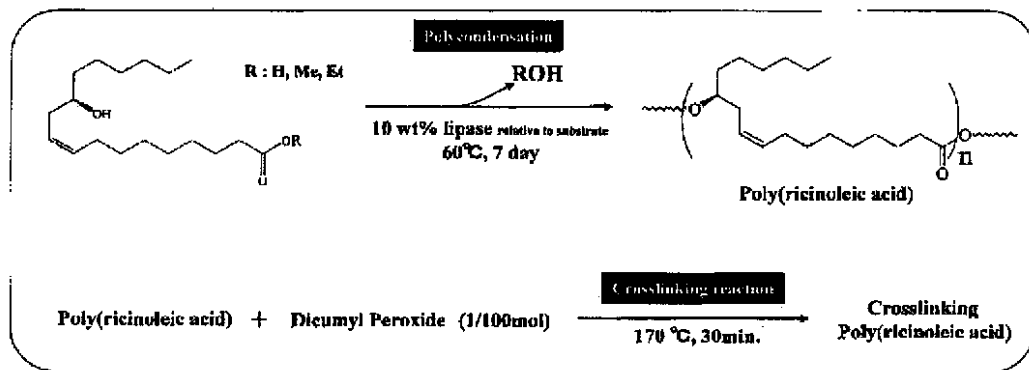 Polycondensation
R : H, Me, Et
ROH
OH
OR
O
10 wt% lipase relative to substrate
60℃, 7 day
O
O
O
n
Poly(ricinoleic acid)
Crosslinking reaction
Poly(ricinoleic acid) + Dicumyl Peroxide (1/100mol)
170 ℃, 30min.
Crosslinking
Poly(ricinoleic acid)